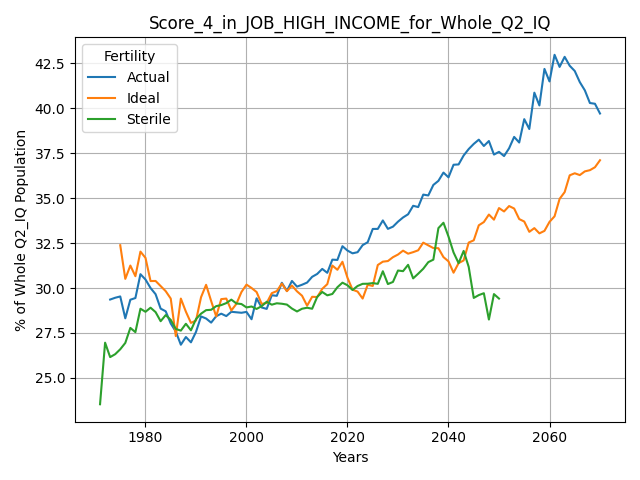 Score_4_in_JOB_HIGH_INCOME_for_Whole_Q2_IQ
Fertility
Actual
Ideal
Sterile
42.5
40.0
37.5
35.0
32.5
30.0
27.5
25.0
% of Whole Q2_IQ Population
1980
2000
2020
2040
2060
Years